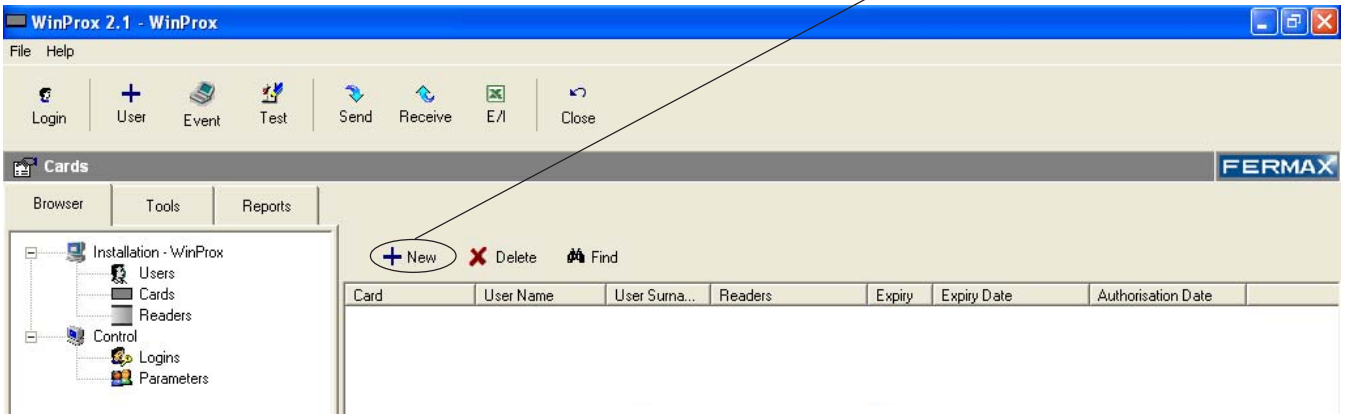 WinProx 2.1 - WinProx
File Help
Login User Event Test Send Receive E/I Close
Cards FERMAX
Browser Tools Reports
Installation - WinProx
Users
Cards
Readers
Control
Logins
Parameters
New Delete Find
Card User Name User Surna... Readers Expiry Expiry Date Authorisation Date